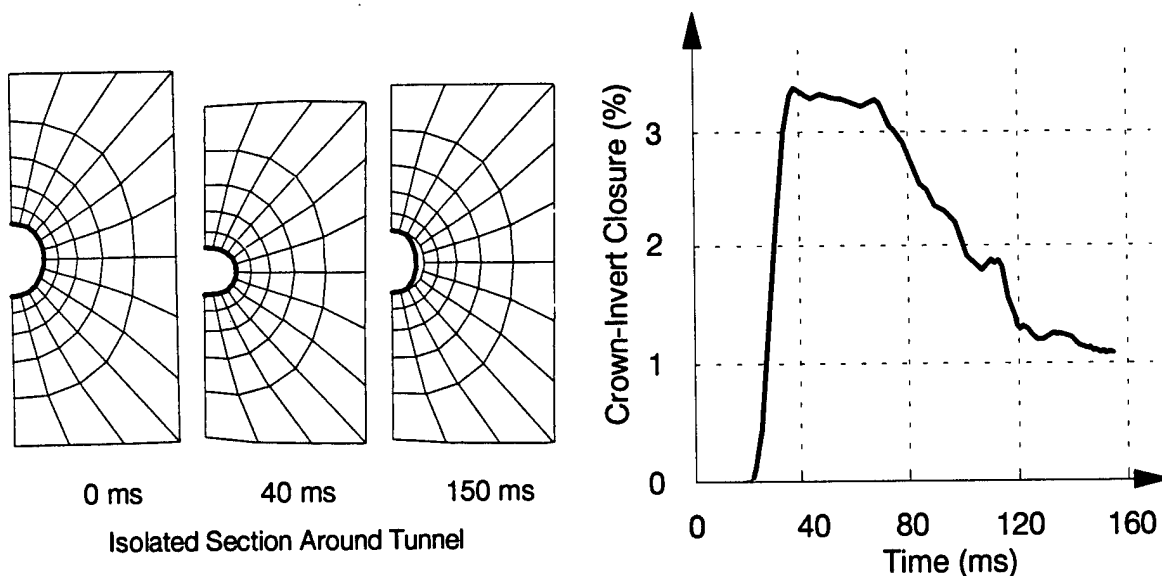 0 ms
40 ms
150 ms
Isolated Section Around Tunnel
Crown-Invert Closure (%)
3
2
1
0
0
40
80
120
160
Time (ms)